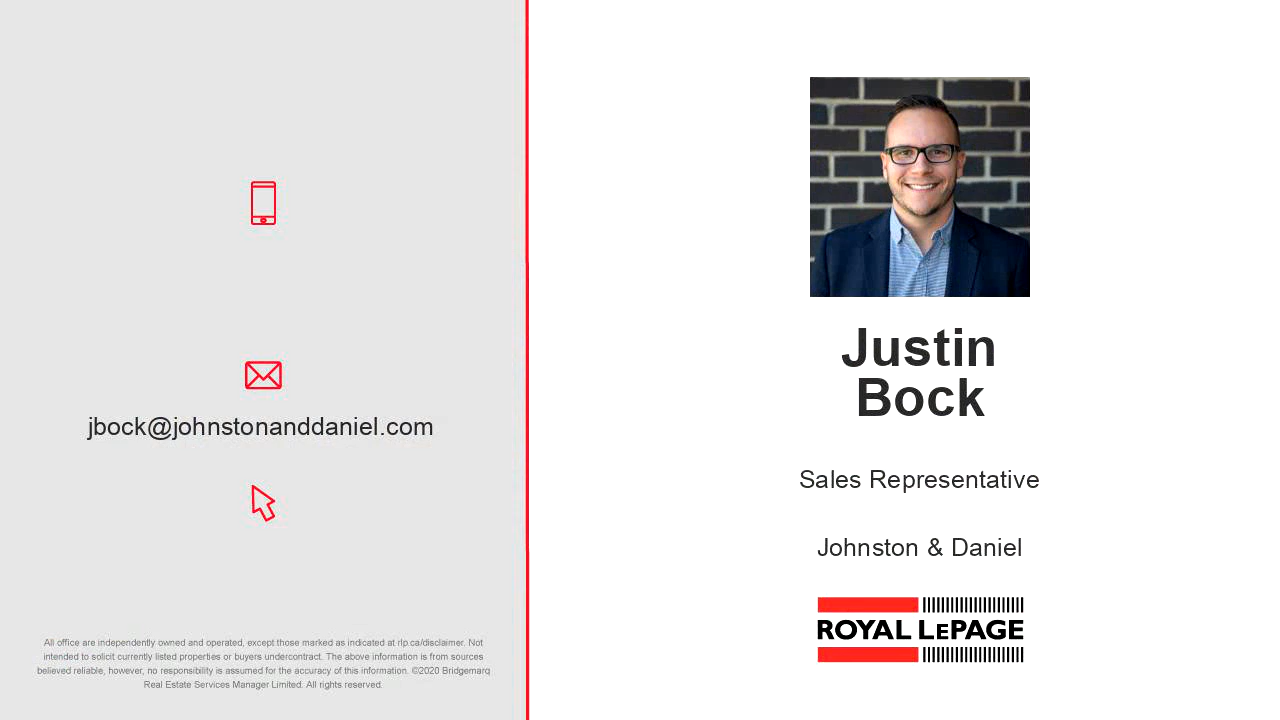 jbock@johnstonanddaniel.com
All office are independently owned and operated, except those marked as indicated at rlp.ca/disclaimer. Not
intended to solicit currently listed properties or buyers undercontract. The above information is from sources
believed reliable, however, no responsibility is assumed for the accuracy of this information. ©2020 Bridgemarq
Real Estate Services Manager Limited. All rights reserved.
Justin
Bock
Sales Representative
Johnston & Daniel
ROYAL LEPAGE